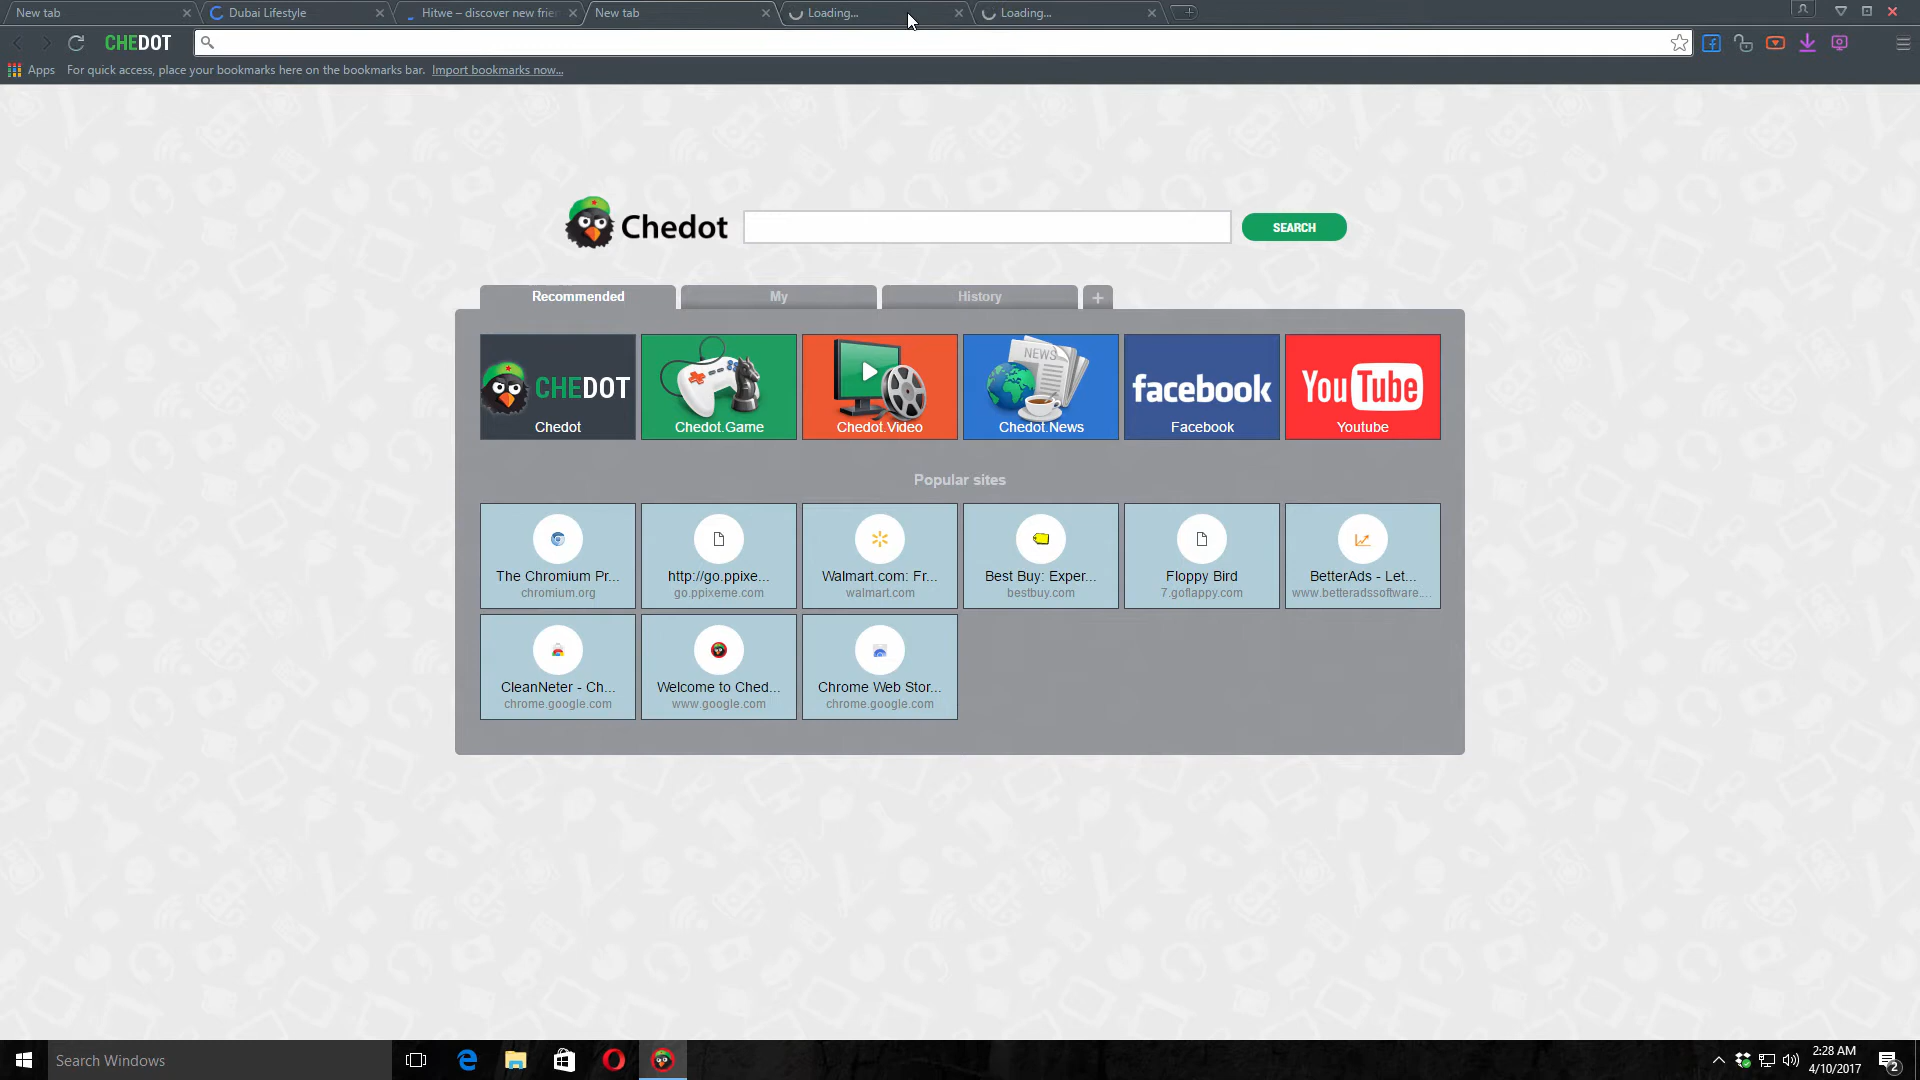 New tab
Dubai Lifestyle
Hitwe – discover new frie
New tab
Loading...
Loading...
CHEDOT
Apps
For quick access, place your bookmarks here on the bookmarks bar.
Import bookmarks now...
Chedot
SEARCH
Recommended
My
History
+
CHEDOT
NEWS
facebook
YouTube
Chedot
Chedot.Game
Chedot.Video
Chedot.News
Facebook
Youtube
Popular sites
The Chromium Pr...
chromium.org
http://go.ppixe...
go.ppixeme.com
Walmart.com: Fr...
walmart.com
Best Buy: Exper...
bestbuy.com
Floppy Bird
7.goflappy.com
BetterAds - Let...
www.betteradssoftware....
CleanNeter - Ch...
chrome.google.com
Welcome to Ched...
www.google.com
Chrome Web Stor...
chrome.google.com
Search Windows
2:28 AM
4/10/2017
2